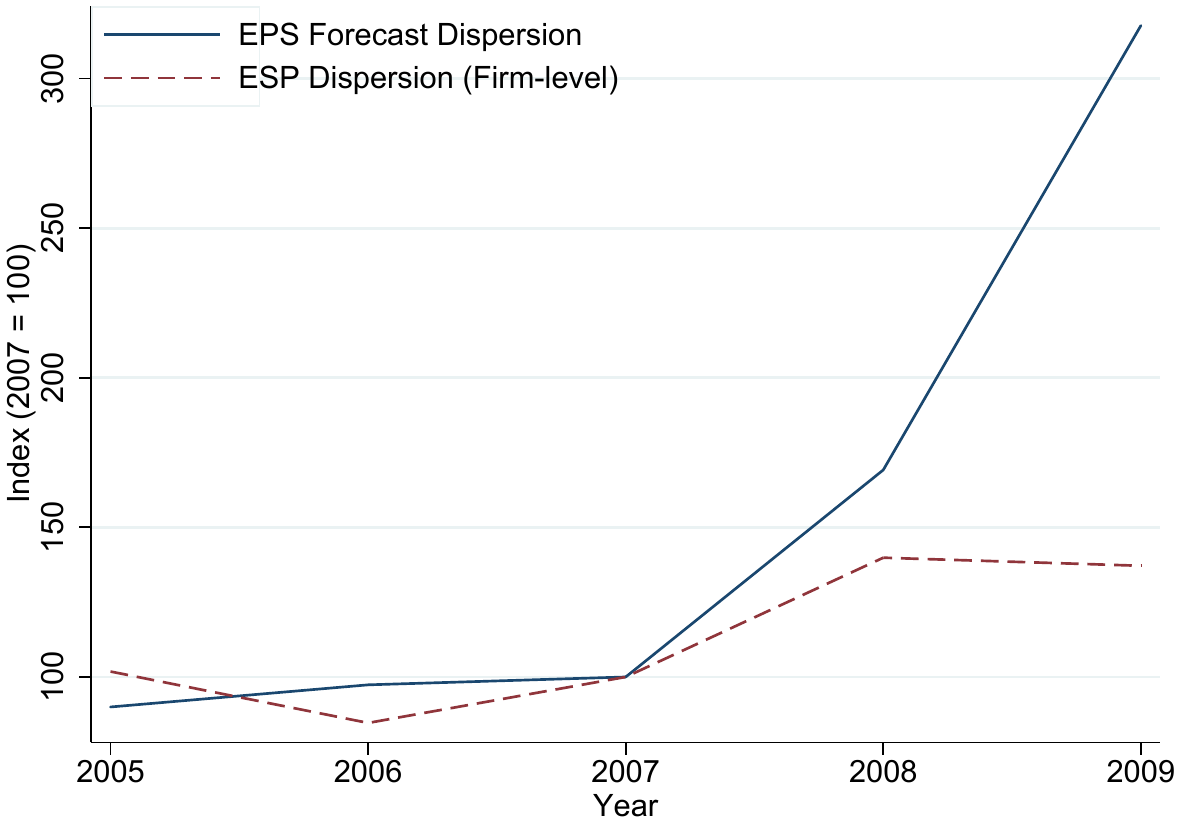 EPS Forecast Dispersion
ESP Dispersion (Firm-level)
Index (2007 = 100)
300
250
200
150
100
2005 2006 2007 2008 2009
Year